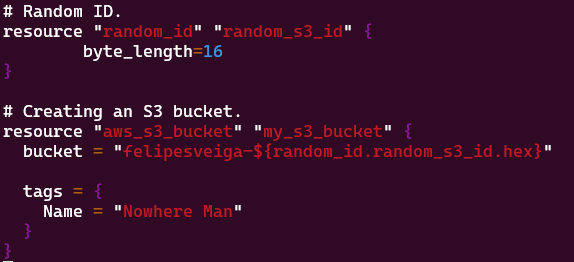 # Random ID.
resource "random_id" "random_s3_id" {
        byte_length=16
}

# Creating an S3 bucket.
resource "aws_s3_bucket" "my_s3_bucket" {
  bucket = "felipesveiga-${random_id.random_s3_id.hex}"

  tags = {
    Name = "Nowhere Man"
  }
}